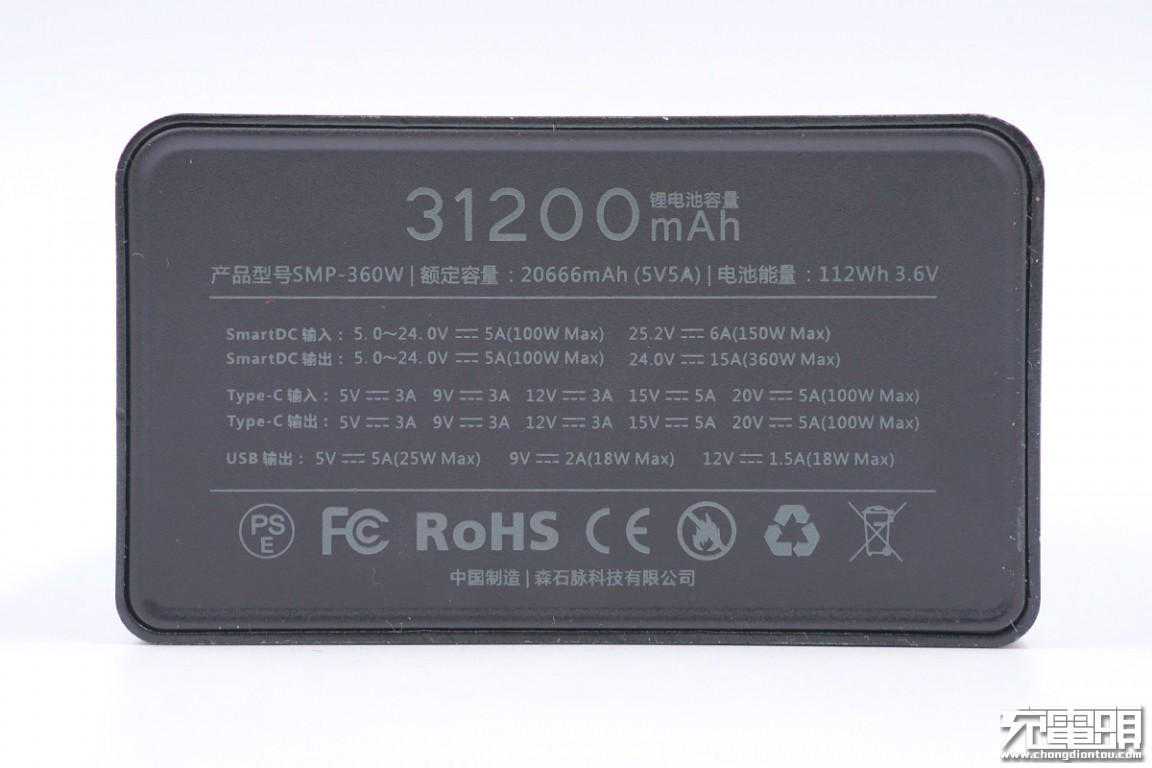 31200 锂电池容量 mAh
产品型号SMP-360W | 额定容量：20666mAh (5V5A) | 电池能量：112Wh 3.6V
SmartDC 输入： 5.0～24.0V ⎓ 5A(100W Max) 25.2V ⎓ 6A(150W Max)
SmartDC 输出： 5.0～24.0V ⎓ 5A(100W Max) 24.0V ⎓ 15A(360W Max)
Type-C 输入： 5V ⎓ 3A 9V ⎓ 3A 12V ⎓ 3A 15V ⎓ 5A 20V ⎓ 5A(100W Max)
Type-C 输出： 5V ⎓ 3A 9V ⎓ 3A 12V ⎓ 3A 15V ⎓ 5A 20V ⎓ 5A(100W Max)
USB 输出： 5V ⎓ 5A(25W Max) 9V ⎓ 2A(18W Max) 12V ⎓ 1.5A(18W Max)
PS E FC RoHS CE
中国制造 | 森石脉科技有限公司
充電頭
www.chongdiantou.com